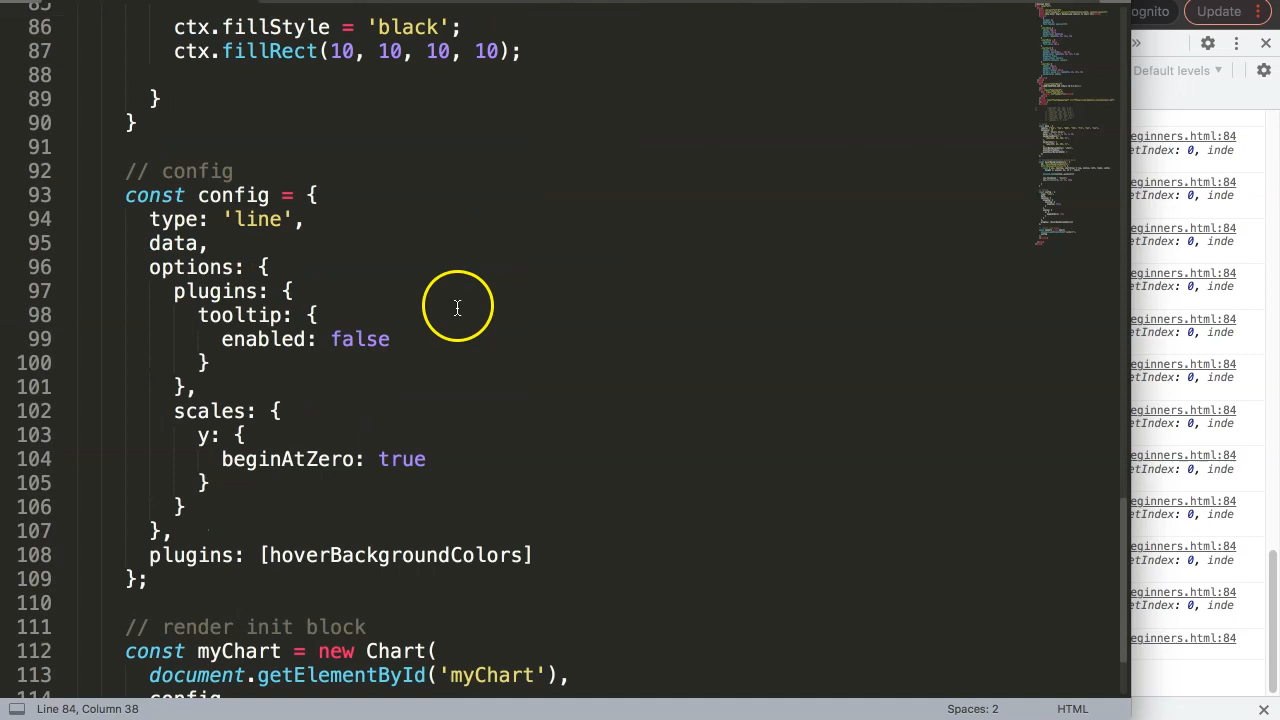 85
86 ctx.fillStyle = 'black';
87 ctx.fillRect(10, 10, 10, 10);
88
89 }
90 }
91
92 // config
93 const config = {
94 type: 'line',
95 data,
96 options: {
97 plugins: {
98 tooltip: {
99 enabled: false
100 }
101 },
102 scales: {
103 y: {
104 beginAtZero: true
105 }
106 }
107 },
108 plugins: [hoverBackgroundColors]
109 };
110
111 // render init block
112 const myChart = new Chart(
113 document.getElementById('myChart'),
114 config
Line 84, Column 38
Spaces: 2
HTML
ognito
Update
»
Default levels
eginners.html:84
etIndex: 0, inde
eginners.html:84
etIndex: 0, inde
eginners.html:84
etIndex: 0, inde
eginners.html:84
etIndex: 0, inde
eginners.html:84
etIndex: 0, inde
eginners.html:84
etIndex: 0, inde
eginners.html:84
etIndex: 0, inde
eginners.html:84
etIndex: 0, inde
eginners.html:84
etIndex: 0, inde
eginners.html:84
etIndex: 0, inde
eginners.html:84
etIndex: 0, inde
eginners.html:84